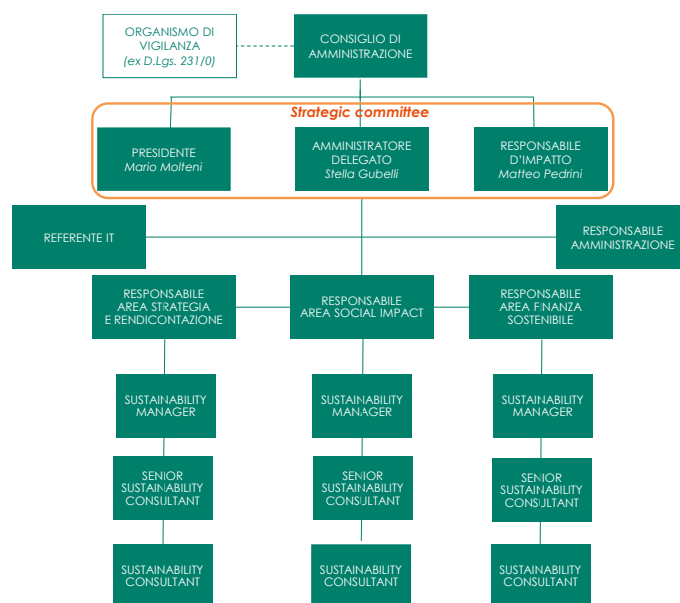 ORGANISMO DI
VIGILANZA
(ex D.Lgs. 231/0)
CONSIGLIO DI
AMMINISTRAZIONE
Strategic committee
PRESIDENTE
Mario Molteni
AMMINISTRATORE
DELEGATO
Stella Gubelli
RESPONSABILE
D'IMPATTO
Matteo Pedrini
REFERENTE IT
RESPONSABILE
AMMINISTRAZIONE
RESPONSABILE
AREA STRATEGIA
E RENDICONTAZIONE
RESPONSABILE
AREA SOCIAL IMPACT
RESPONSABILE
AREA FINANZA
SOSTENIBILE
SUSTAINABILITY
MANAGER
SUSTAINABILITY
MANAGER
SUSTAINABILITY
MANAGER
SENIOR
SUSTAINABILITY
CONSULTANT
SENIOR
SUSTAINABILITY
CONSULTANT
SENIOR
SUSTAINABILITY
CONSULTANT
SUSTAINABILITY
CONSULTANT
SUSTAINABILITY
CONSULTANT
SUSTAINABILITY
CONSULTANT